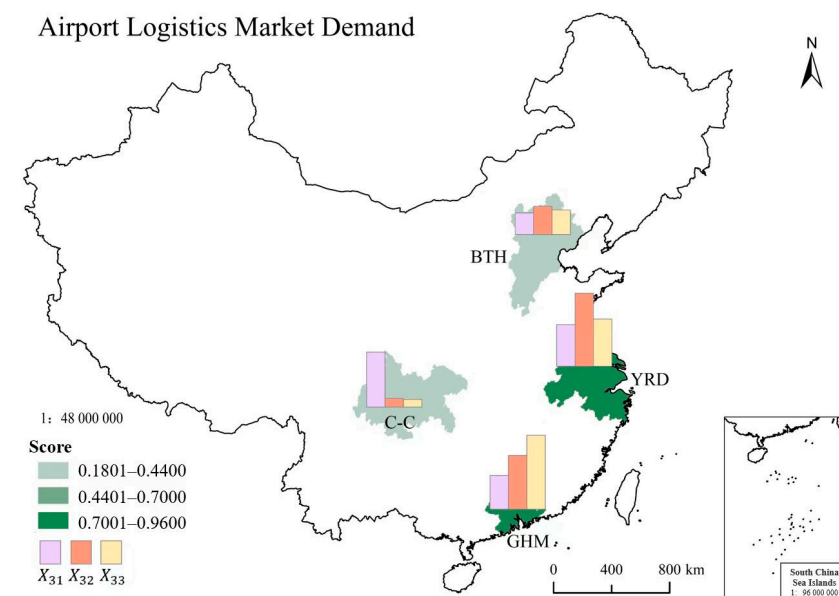 Airport Logistics Market Demand
N
BTH
YRD
C-C
GHM
1: 48 000 000
Score
0.1801–0.4400
0.4401–0.7000
0.7001–0.9600
X₃₁ X₃₂ X₃₃
0 400 800 km
South China
Sea Islands
1: 96 000 000